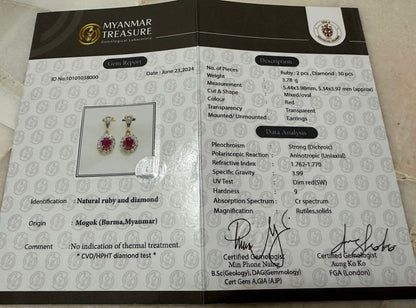 MYANMAR
TREASURE
Gemological Laboratory
Gem Report
ID No:10101038000
Date : June 23,2024
Identification : Natural ruby and diamond
Origin : Mogok (Burma,Myanmar)
Comment : No indication of thermal treatment.
* CVD/HPHT diamond test *
No. of Pieces : Ruby : 2 pcs , Diamond : 30 pcs
Weight : 3.78 g
Measurement : 5.44x3.98mm, 5.34x3.97 mm (approx)
Cut & Shape : Mixed/oval
Colour : Red
Transparency : Transparent
Mounted/ Unmounted : Earrings
Data Analysis
Pleochroism : Strong (Dichroic)
Polariscopic Reaction : Anisotropic (Uniaxial)
Refractive Index : 1.762-1.770
Specific Gravity : 3.99
UV Test : Dim red(SW)
Hardness : 9
Absorption Spectrum : Cr spectrum
Magnification : Rutiles,solids
Certified Gemologist
Min Phone Naing
B.Sc(Geology), DAG(Gemmology)
Cert Gem A,GIA (AJP)
Certified Gemologist
Aung Ko Ko
FGA (London)